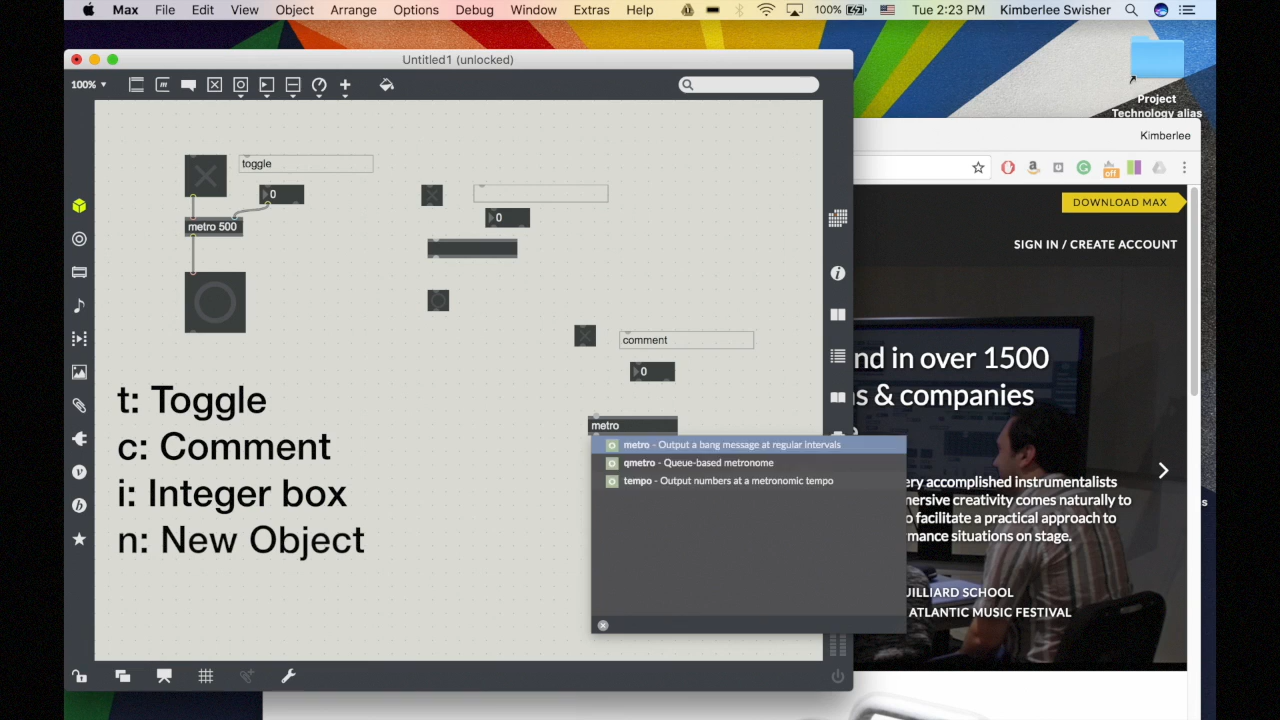 Max File Edit View Object Arrange Options Debug Window Extras Help 100% Tue 2:23 PM Kimberlee Swisher
Untitled1 (unlocked)
100%
Project
Technology alias
Kimberlee
off
DOWNLOAD MAX
SIGN IN / CREATE ACCOUNT
toggle
0
metro 500
0
comment
0
metro
metro - Output a bang message at regular intervals
qmetro - Queue-based metronome
tempo - Output numbers at a metronomic tempo
t: Toggle
c: Comment
i: Integer box
n: New Object
nd in over 1500
s & companies
ery accomplished instrumentalists
mersive creativity comes naturally to
o facilitate a practical approach to
rmance situations on stage.
UILLIARD SCHOOL
ATLANTIC MUSIC FESTIVAL